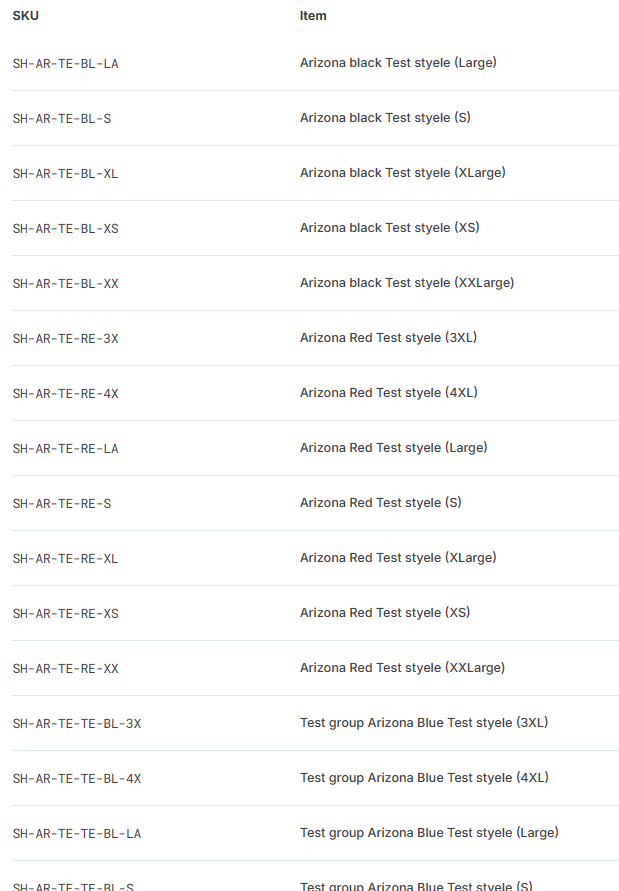 SKU Item
SH-AR-TE-BL-LA Arizona black Test styele (Large)
SH-AR-TE-BL-S Arizona black Test styele (S)
SH-AR-TE-BL-XL Arizona black Test styele (XLarge)
SH-AR-TE-BL-XS Arizona black Test styele (XS)
SH-AR-TE-BL-XX Arizona black Test styele (XXLarge)
SH-AR-TE-RE-3X Arizona Red Test styele (3XL)
SH-AR-TE-RE-4X Arizona Red Test styele (4XL)
SH-AR-TE-RE-LA Arizona Red Test styele (Large)
SH-AR-TE-RE-S Arizona Red Test styele (S)
SH-AR-TE-RE-XL Arizona Red Test styele (XLarge)
SH-AR-TE-RE-XS Arizona Red Test styele (XS)
SH-AR-TE-RE-XX Arizona Red Test styele (XXLarge)
SH-AR-TE-TE-BL-3X Test group Arizona Blue Test styele (3XL)
SH-AR-TE-TE-BL-4X Test group Arizona Blue Test styele (4XL)
SH-AR-TE-TE-BL-LA Test group Arizona Blue Test styele (Large)
SH-AR-TE-TE-BL-S Test group Arizona Blue Test styele (S)